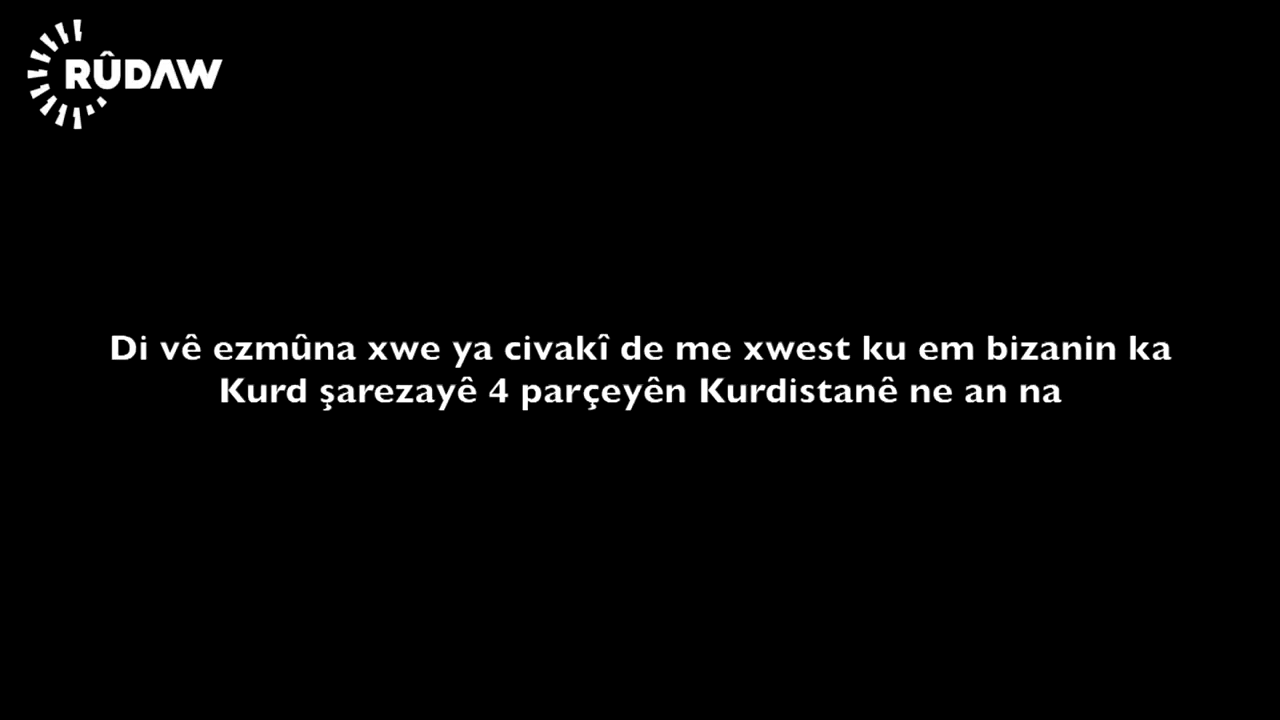 RÛDAW
Di vê ezmûna xwe ya civakî de me xwest ku em bizanin ka
Kurd şarezayê 4 parçeyên Kurdistanê ne an na